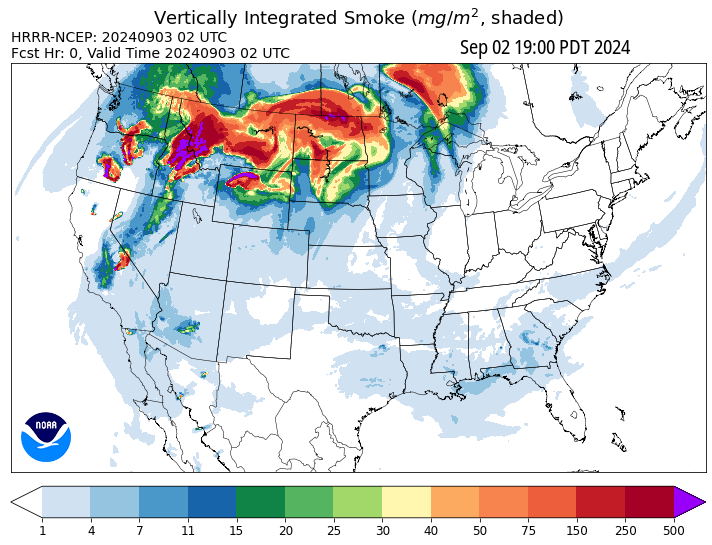 Vertically Integrated Smoke (mg/m², shaded)
HRRR-NCEP: 20240903 02 UTC
Fcst Hr: 0, Valid Time 20240903 02 UTC
Sep 02 19:00 PDT 2024
NOAA
1 4 7 11 15 20 25 30 40 50 75 150 250 500